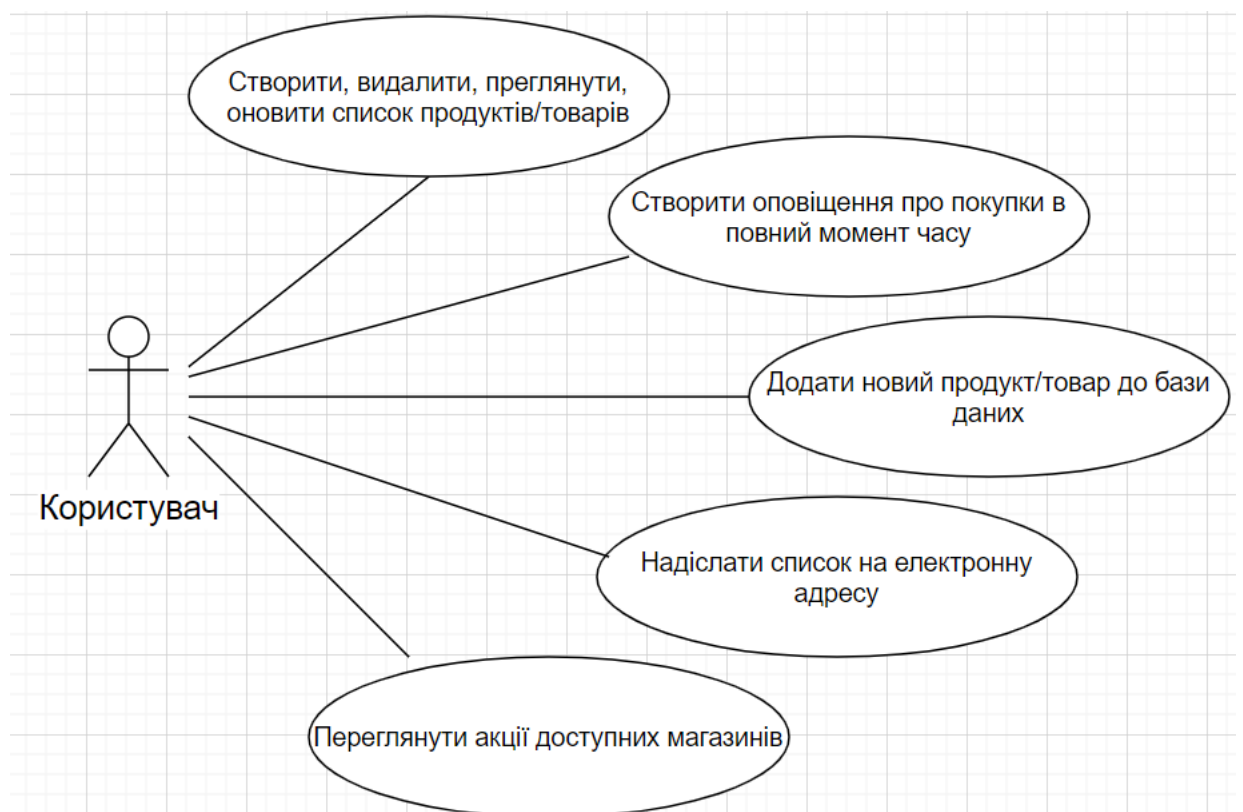 Створити, видалити, преглянути,
оновити список продуктів/товарів
Створити оповіщення про покупки в
повний момент часу
Додати новий продукт/товар до бази
даних
Користувач
Надіслати список на електронну
адресу
Переглянути акції доступних магазинів